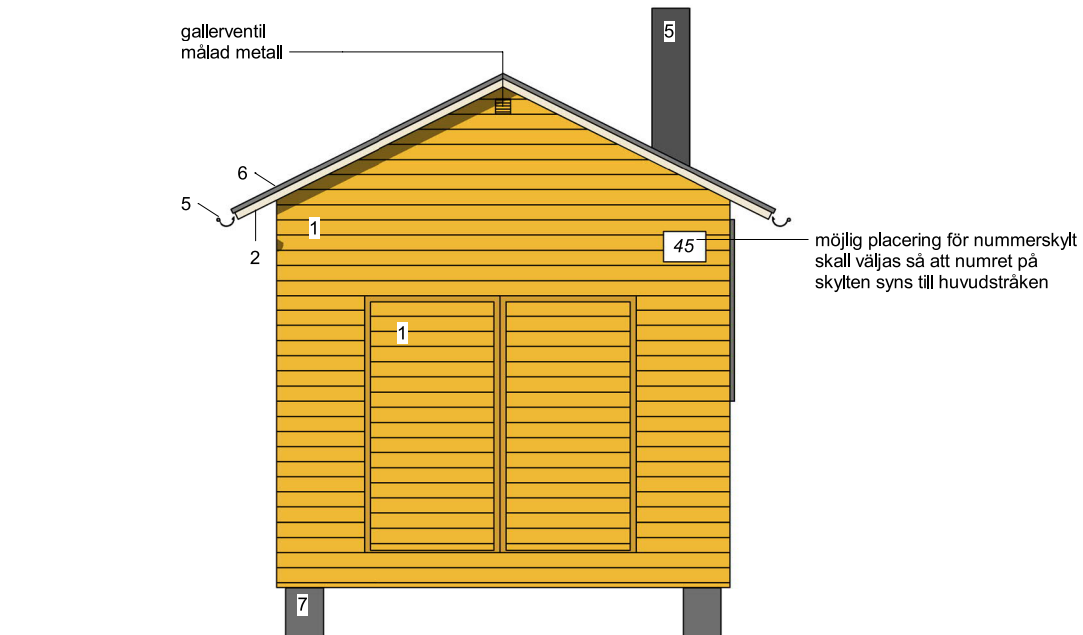 gallerventil
målad metall
5
6
5
2
1
45
möjlig placering för nummerskylt
skall väljas så att numret på
skylten syns till huvudstråken
1
7